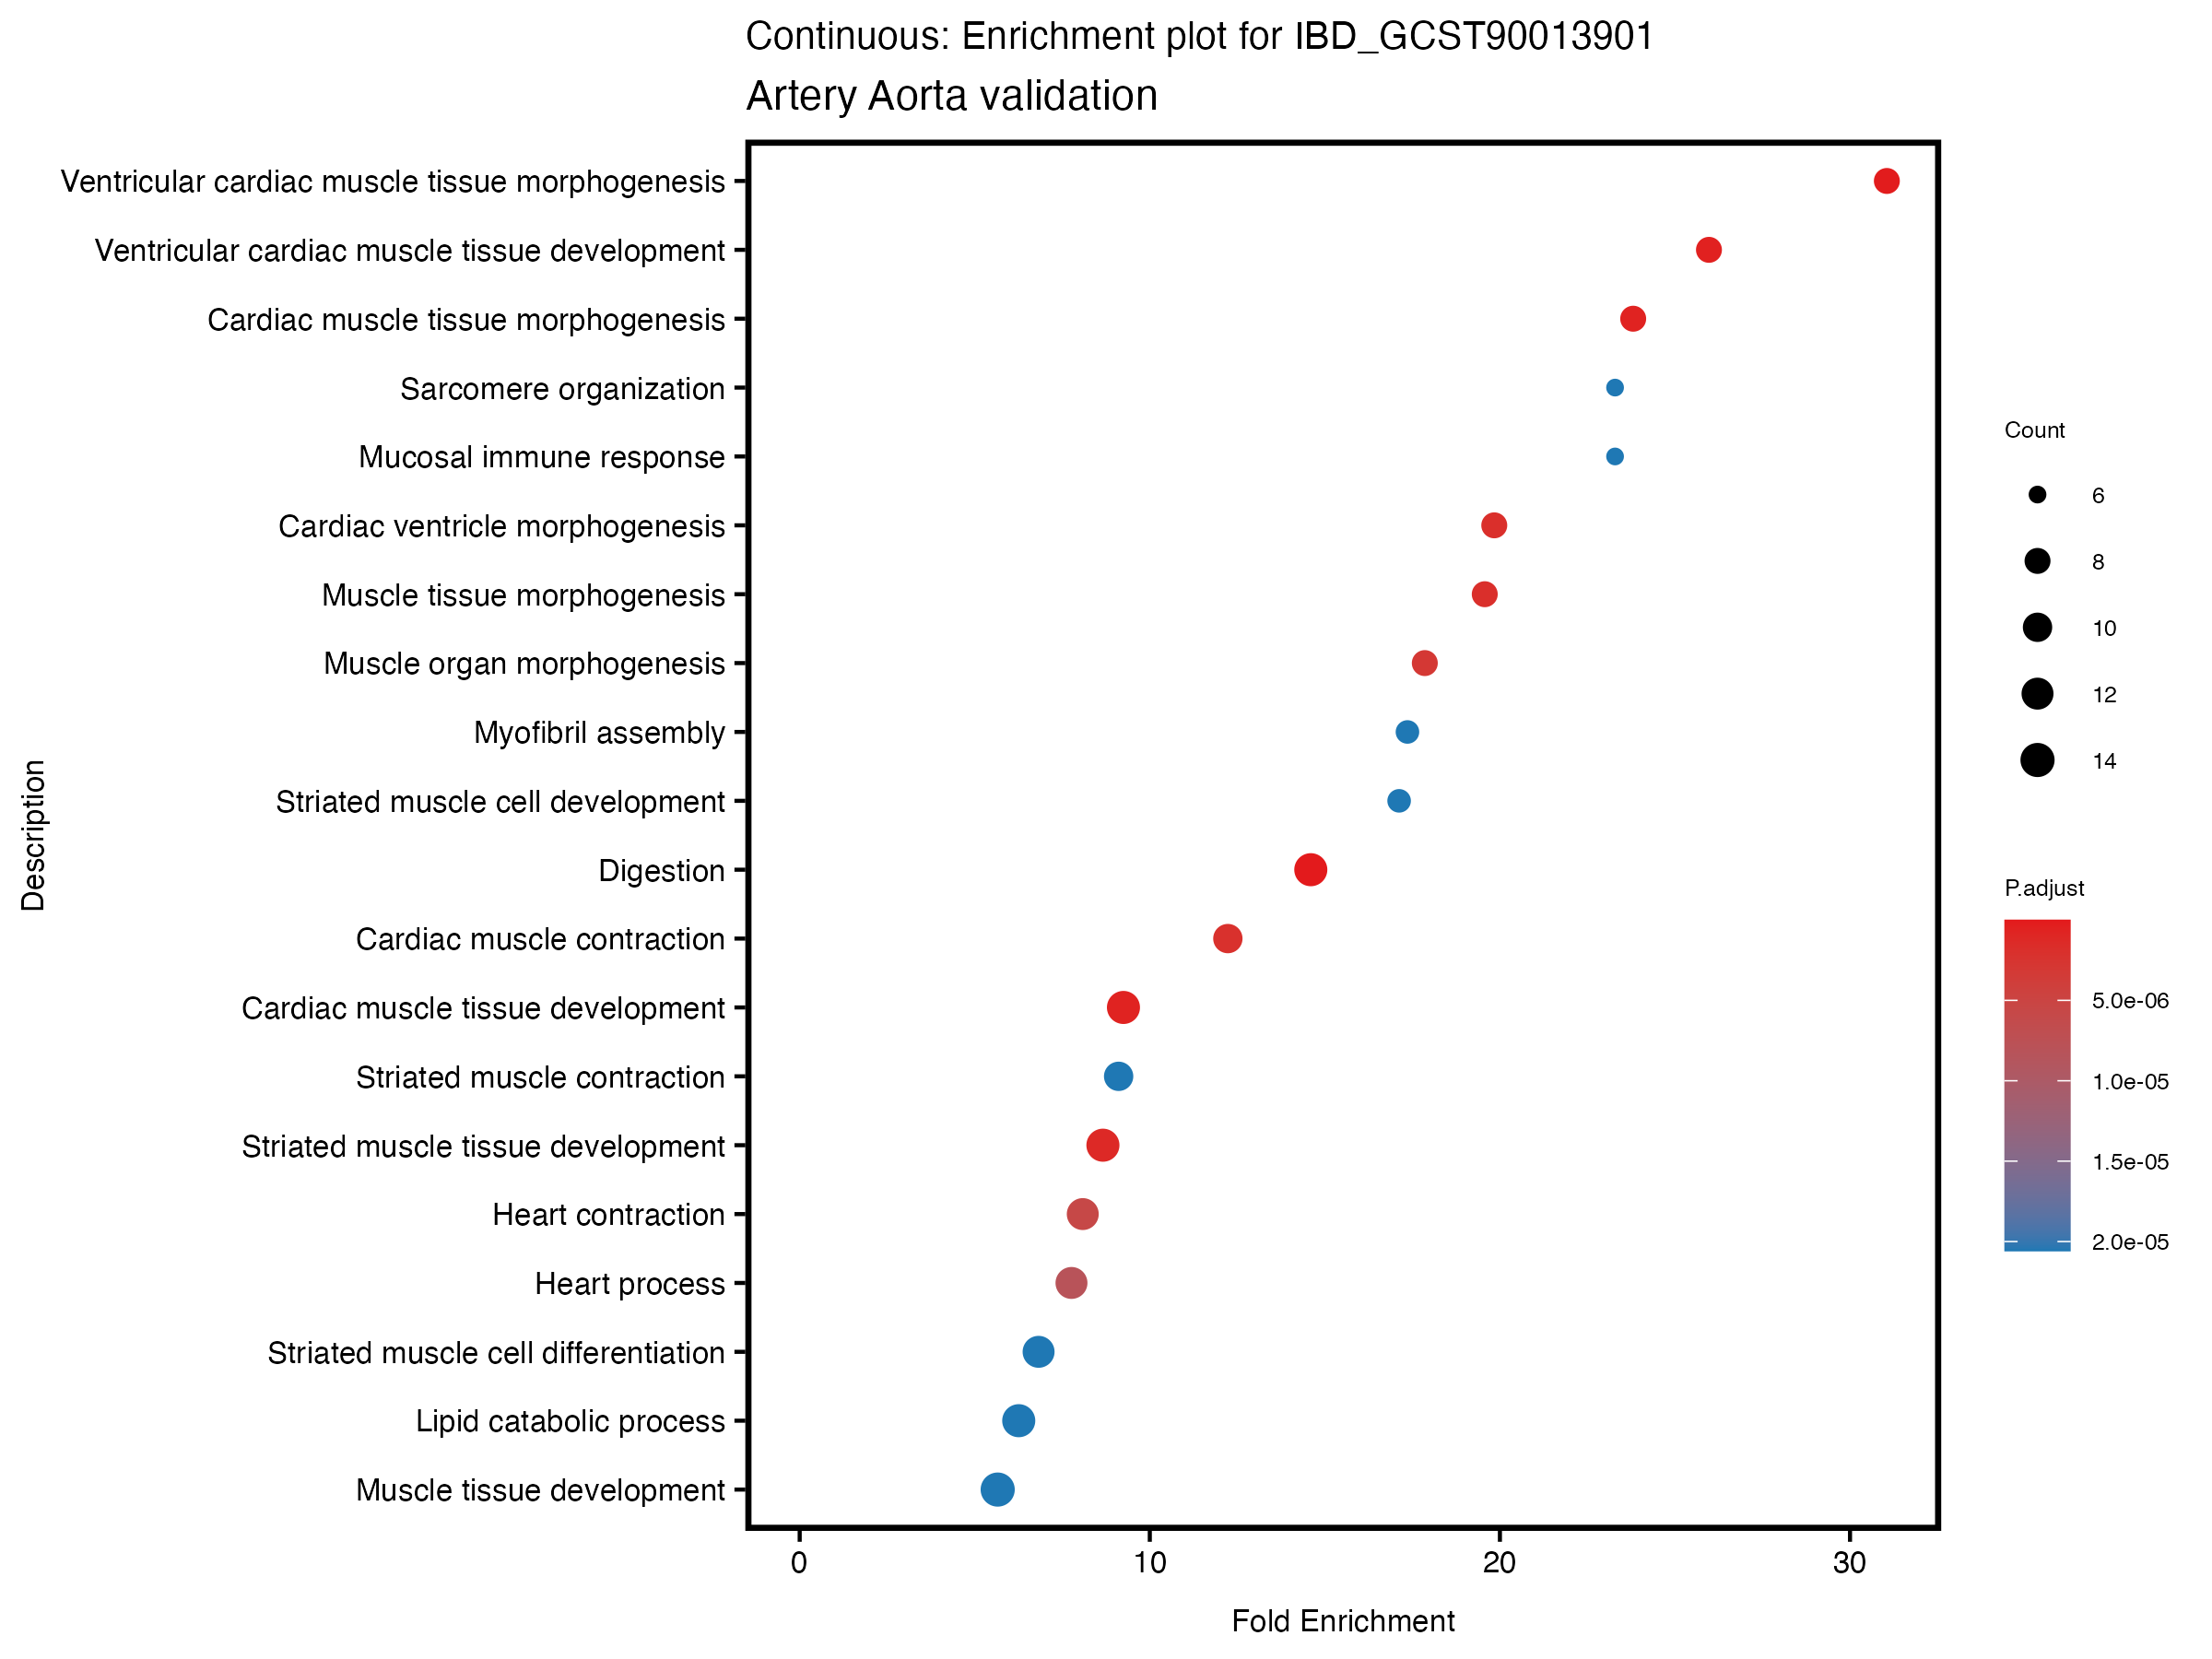 Continuous: Enrichment plot for IBD_GCST90013901
Artery Aorta validation
Ventricular cardiac muscle tissue morphogenesis
Ventricular cardiac muscle tissue development
Cardiac muscle tissue morphogenesis
Sarcomere organization
Mucosal immune response
Cardiac ventricle morphogenesis
Muscle tissue morphogenesis
Muscle organ morphogenesis
Myofibril assembly
Striated muscle cell development
Digestion
Cardiac muscle contraction
Cardiac muscle tissue development
Striated muscle contraction
Striated muscle tissue development
Heart contraction
Heart process
Striated muscle cell differentiation
Lipid catabolic process
Muscle tissue development
Description
0 10 20 30
Fold Enrichment
Count
6
8
10
12
14
P.adjust
5.0e-06
1.0e-05
1.5e-05
2.0e-05